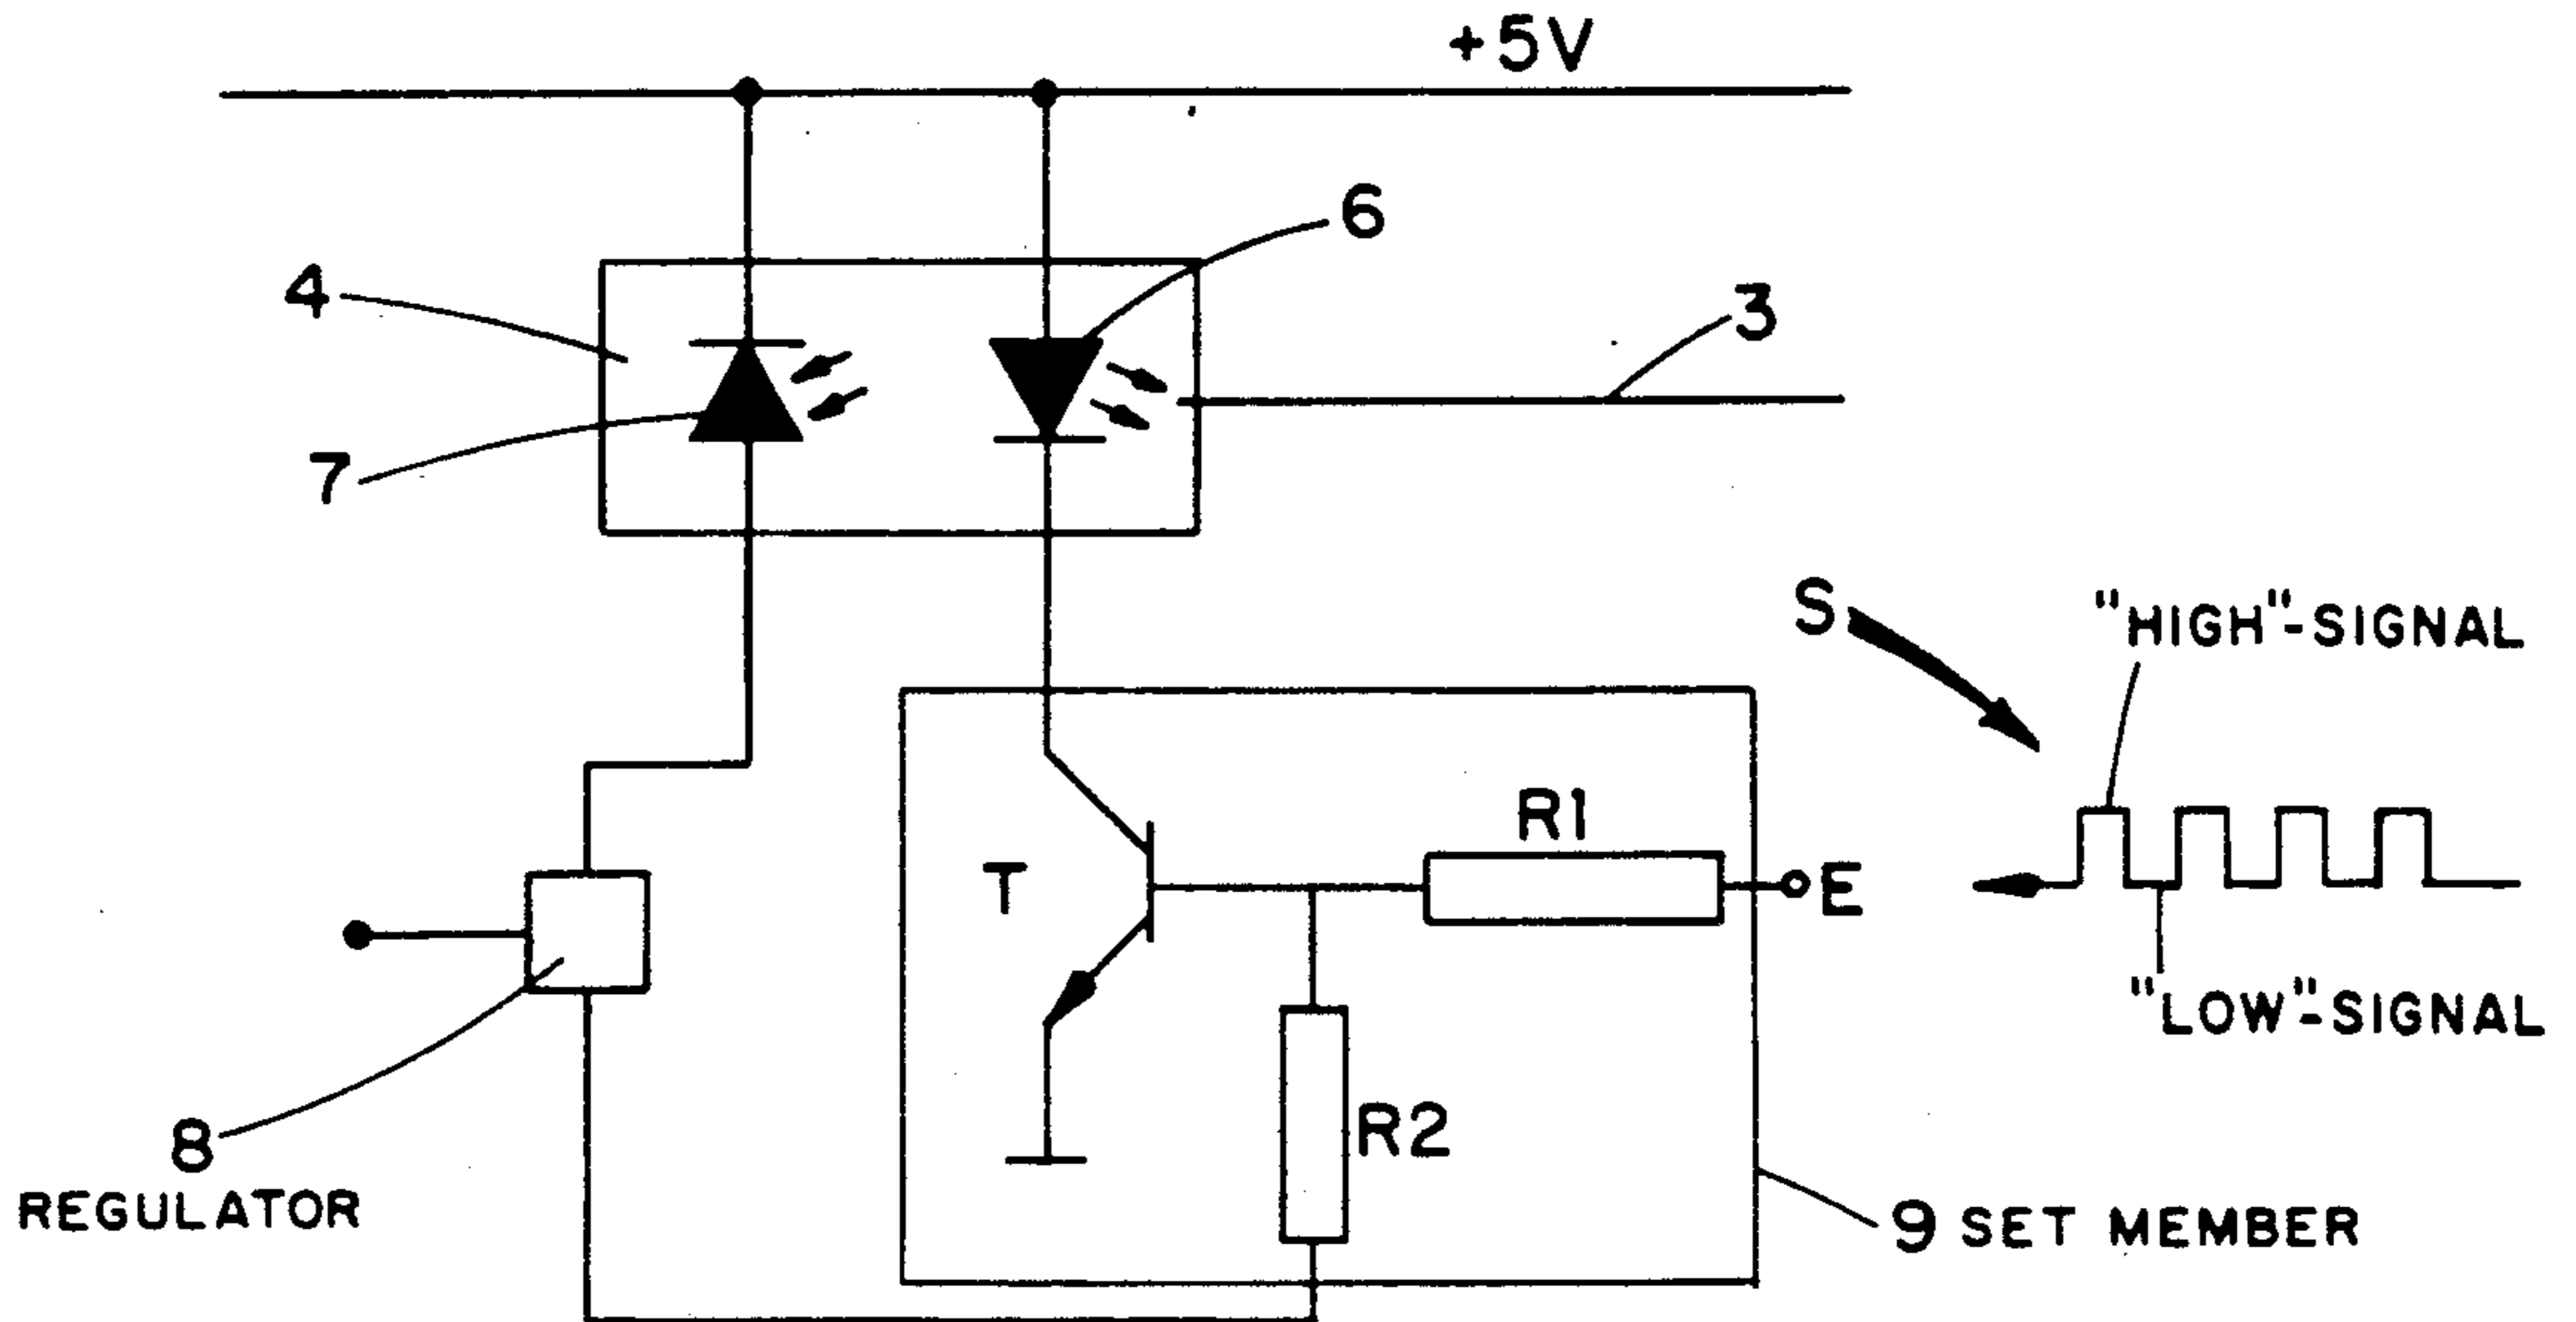 +5V
6
4
3
7
S
"HIGH"-SIGNAL
R1
T
E
"LOW"-SIGNAL
R2
8
REGULATOR
9 SET MEMBER